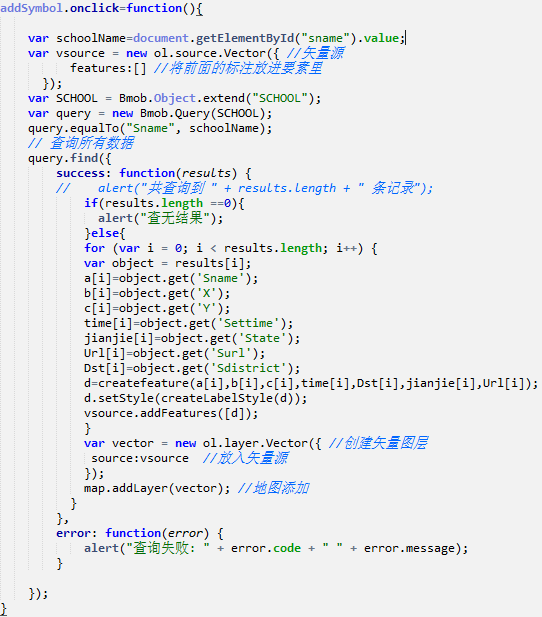 addSymbol.onclick=function(){
var schoolName=document.getElementById("sname").value;
var vsource = new ol.source.Vector({ //矢量源
features:[] //将前面的标注放进要素里
});
var SCHOOL = Bmob.Object.extend("SCHOOL");
var query = new Bmob.Query(SCHOOL);
query.equalTo("Sname", schoolName);
// 查询所有数据
query.find({
success: function(results) {
// alert("共查询到 " + results.length + " 条记录");
if(results.length ==0){
alert("查无结果");
}else{
for (var i = 0; i < results.length; i++) {
var object = results[i];
a[i]=object.get('Sname');
b[i]=object.get('X');
c[i]=object.get('Y');
time[i]=object.get('Settime');
jianjie[i]=object.get('State');
Url[i]=object.get('Surl');
Dst[i]=object.get('Sdistrict');
d=createfeature(a[i],b[i],c[i],time[i],Dst[i],jianjie[i],Url[i]);
d.setStyle(createLabelStyle(d));
vsource.addFeatures([d]);
}
var vector = new ol.layer.Vector({ //创建矢量图层
source:vsource //放入矢量源
});
map.addLayer(vector); //地图添加
}
},
error: function(error) {
alert("查询失败: " + error.code + " " + error.message);
}
});
}